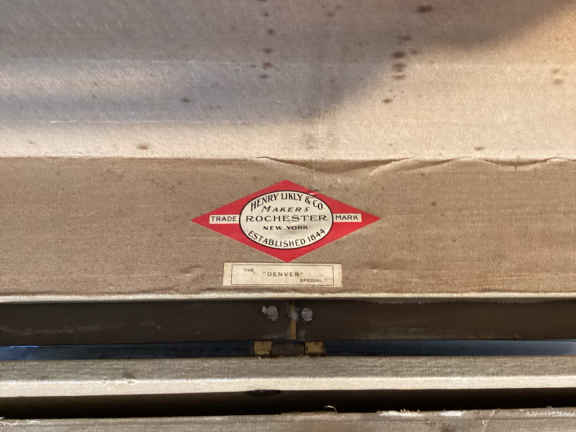 HENRY LIKLY & CO.
MAKERS
TRADE ROCHESTER MARK
NEW YORK
ESTABLISHED 1844
THE
"DENVER"
SPECIAL"